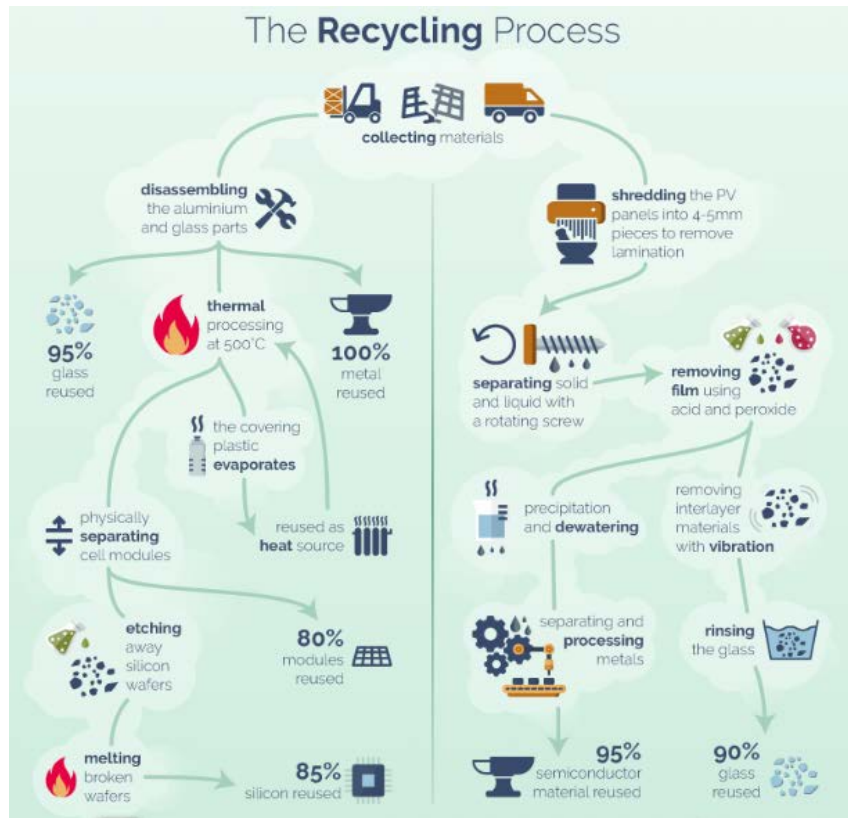 The Recycling Process
collecting materials
disassembling
the aluminium
and glass parts
95%
glass
reused
thermal
processing
at 500°C
100%
metal
reused
the covering
plastic
evaporates
physically
separating
cell modules
reused as
heat source
etching
away
silicon
wafers
80%
modules
reused
melting
broken
wafers
85%
silicon reused
shredding the PV
panels into 4-5mm
pieces to remove
lamination
separating solid
and liquid with
a rotating screw
removing
film using
acid and peroxide
precipitation
and dewatering
removing
interlayer
materials
with vibration
separating and
processing
metals
rinsing
the glass
95%
semiconductor
material reused
90%
glass
reused